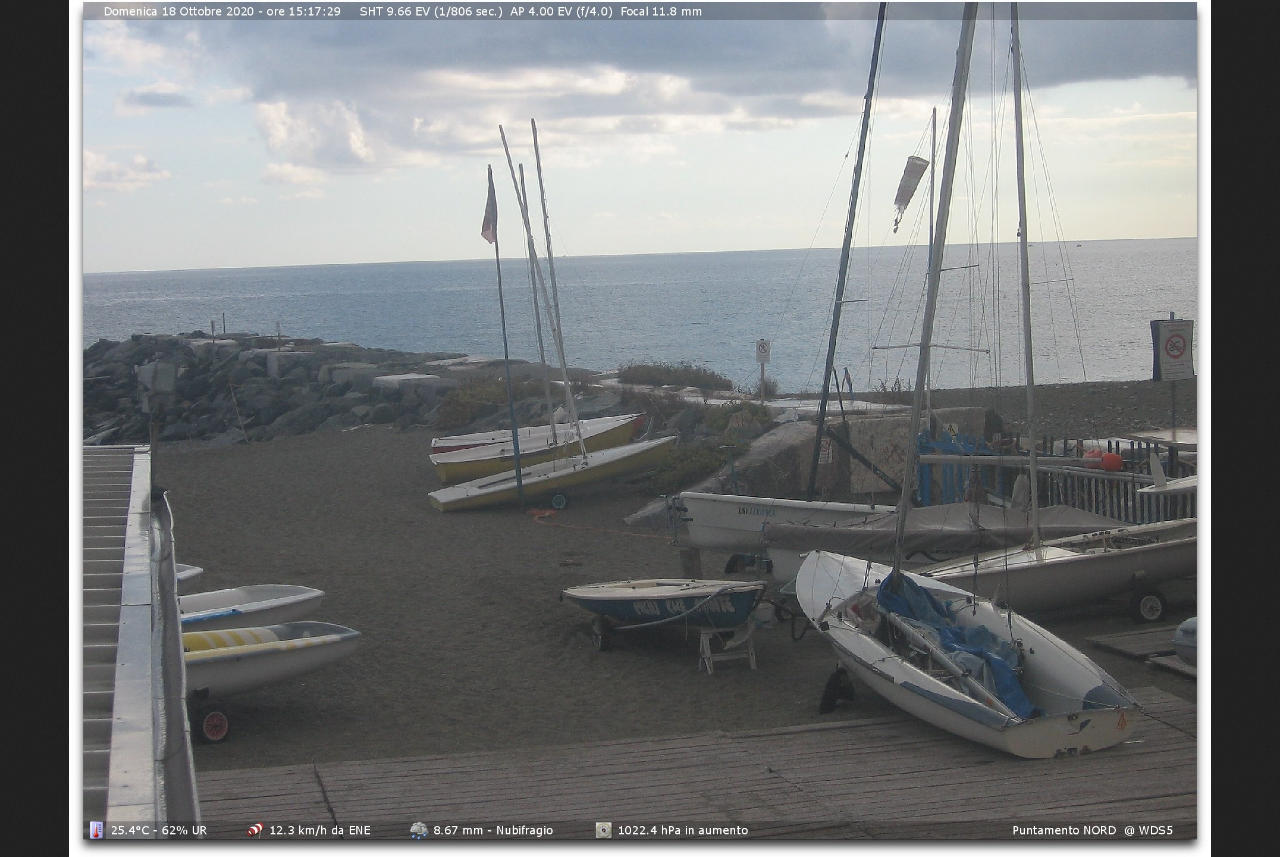 Domenica 18 Ottobre 2020 - ore 15:17:29 SHT 9.66 EV (1/806 sec.) AP 4.00 EV (f/4.0) Focal 11.8 mm
25.4°C - 62% UR 12.3 km/h da ENE 8.67 mm - Nubifragio 1022.4 hPa in aumento Puntamento NORD @ WDS5